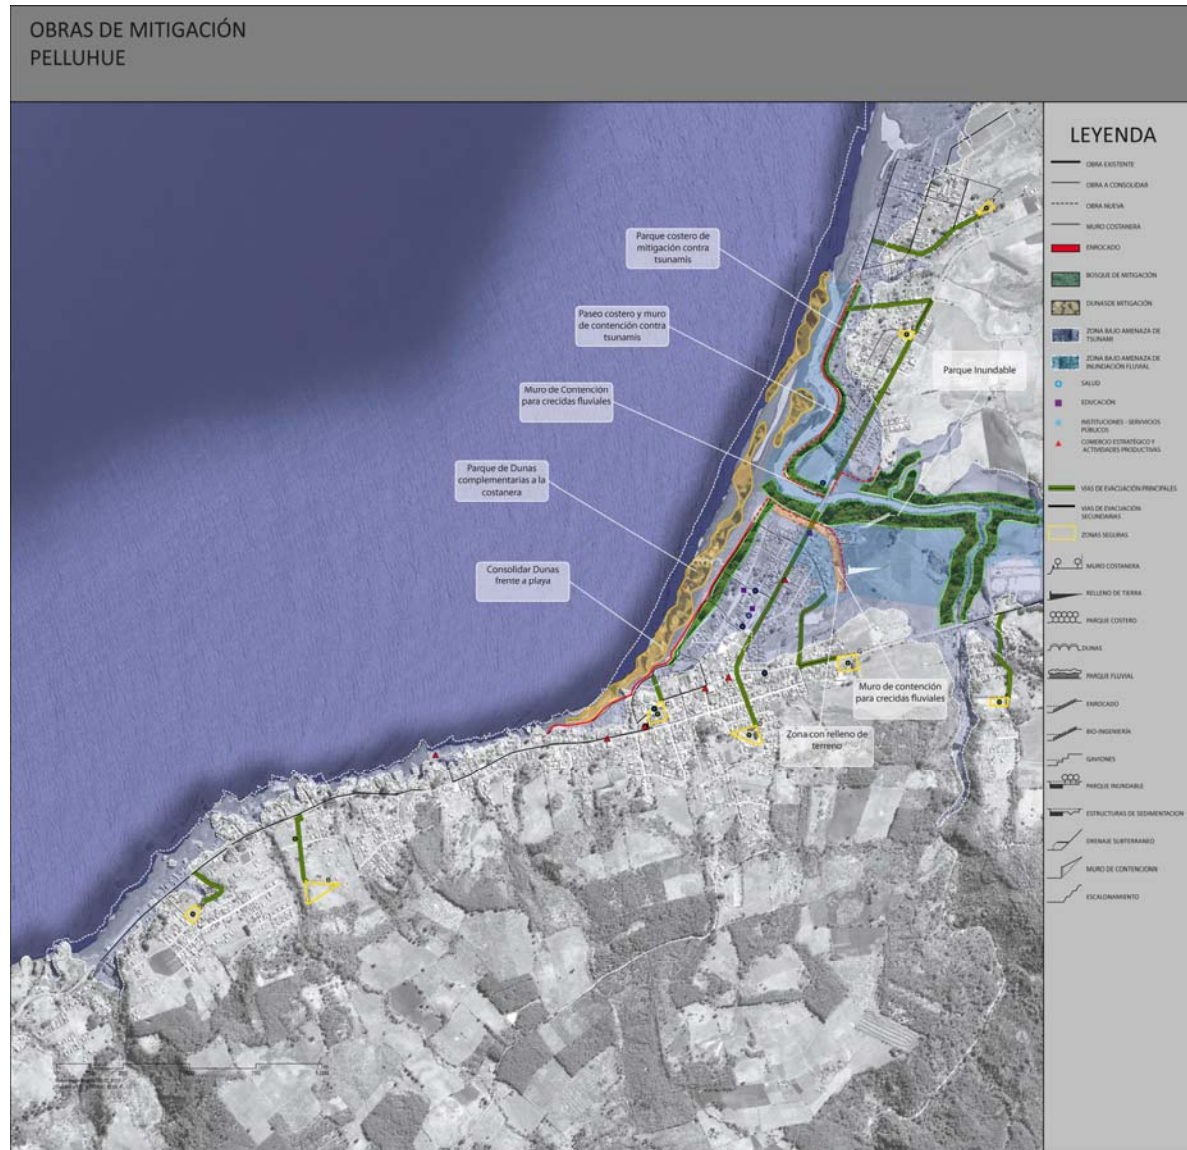 OBRAS DE MITIGACIÓN
PELLUHUE
Parque costero de
mitigación contra
tsunamis
Paseo costero y muro
de contención contra
tsunamis
Muro de Contención
para crecidas fluviales
Parque de Dunas
complementarias a la
costanera
Consolidar Dunas
frente a playa
Parque Inundable
Muro de contención
para crecidas fluviales
Zona con relleno de
terreno
LEYENDA
OBRA EXISTENTE
OBRA A CONSOLIDAR
OBRA NUEVA
MURO COSTANERA
ENROCADO
BOSQUE DE MITIGACIÓN
DUNAS DE MITIGACIÓN
ZONA BAJO AMENAZA DE
TSUNAMI
ZONA BAJO AMENAZA DE
INUNDACIÓN FLUVIAL
SALUD
EDUCACIÓN
INSTITUCIONES - SERVIVICIOS
PÚBLICOS
COMERCIO ESTRATÉGICO Y
ACTIVIDADES PRODUCTIVAS
VIAS DE EVACUACIÓN PRINCIPALES
VIAS DE EVACUACIÓN
SECUNDARIAS
ZONAS SEGURAS
MURO COSTANERA
RELLENO DE TIERRA
PARQUE COSTERO
DUNAS
PARQUE FLUVIAL
ENROCADO
BIO-INGENIERÍA
GAVIONES
PARQUE INUNDABLE
ESTRUCTURAS DE SEDIMENTACION
DRENAJE SUBTERRANEO
MURO DE CONTENCIONN
ESCALONAMIENTO